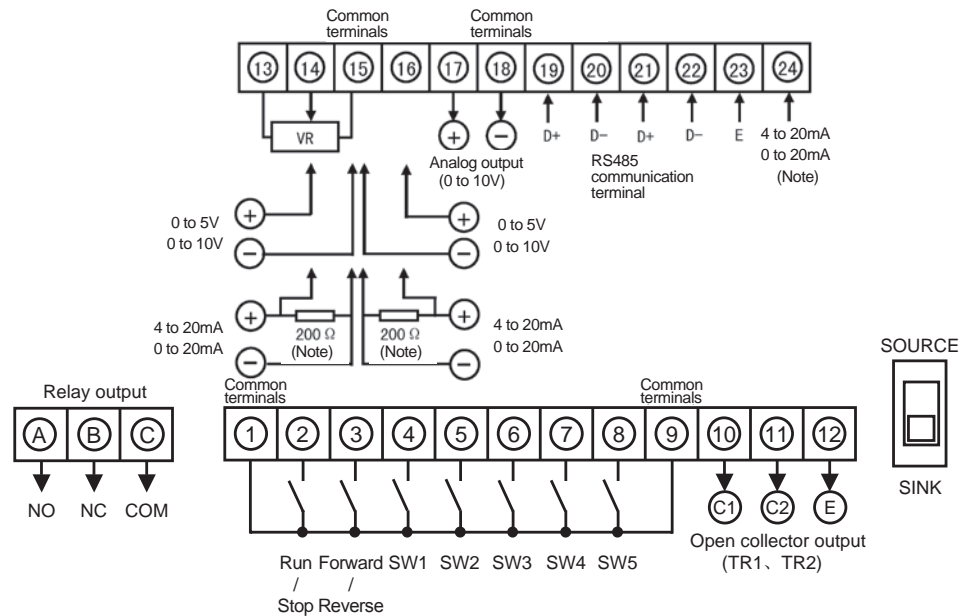 Common terminals
Common terminals
13 14 15 16 17 18 19 20 21 22 23 24
VR
+ −
D+ D- D+ D- E
4 to 20mA
0 to 20mA
(Note)
Analog output
(0 to 10V)
RS485
communication
terminal
0 to 5V
0 to 10V
+
−
+
−
0 to 5V
0 to 10V
4 to 20mA
0 to 20mA
+
−
200 Ω
(Note)
200 Ω
(Note)
+
−
4 to 20mA
0 to 20mA
SOURCE
SINK
Relay output
A B C
NO NC COM
Common
terminals
Common
terminals
1 2 3 4 5 6 7 8 9 10 11 12
C1 C2 E
Open collector output
(TR1、TR2)
Run Forward SW1 SW2 SW3 SW4 SW5
/ /
Stop Reverse